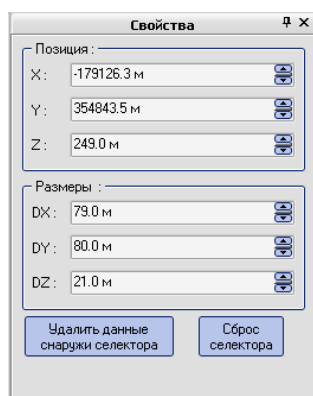 Свойства
Позиция :
X : -179126.3 м
Y : 354843.5 м
Z : 249.0 м
Размеры :
DX : 79.0 м
DY : 80.0 м
DZ : 21.0 м
Удалить данные
снаружи селектора
Сброс
селектора